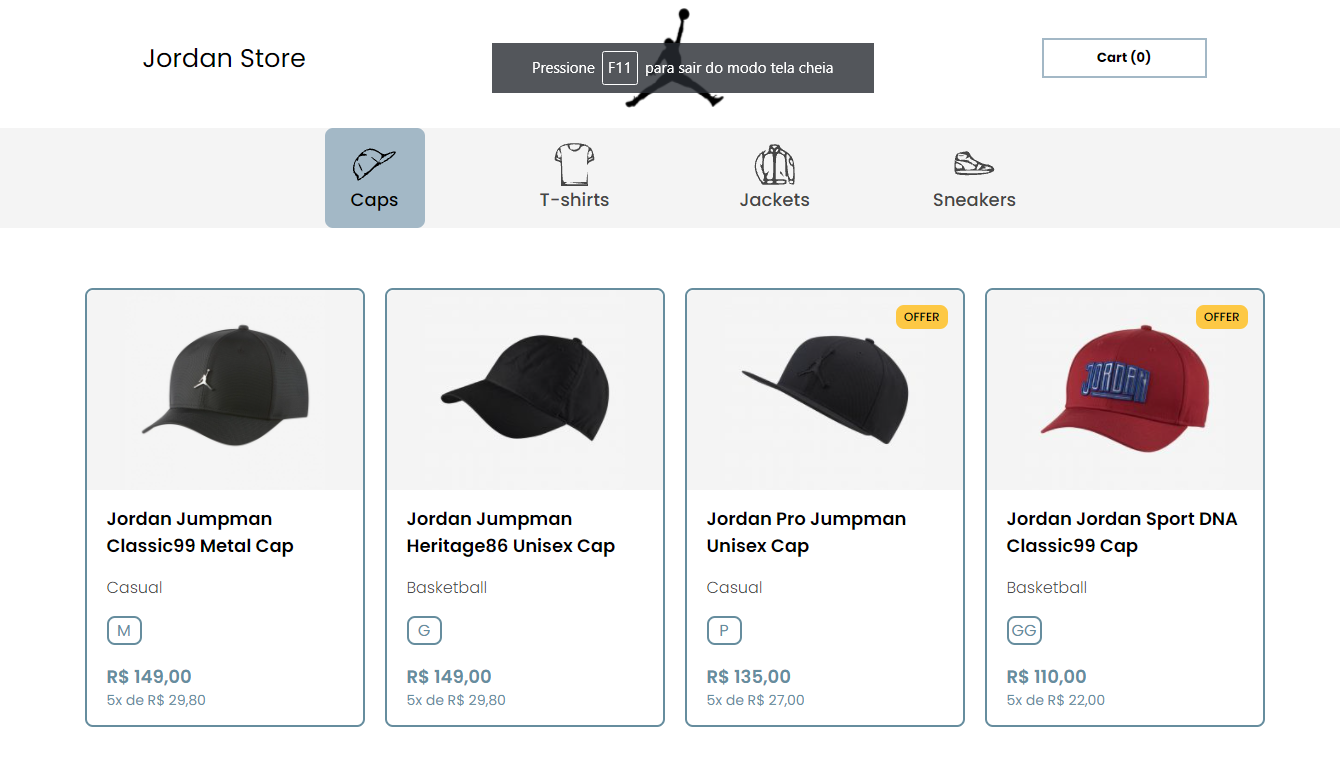 Jordan Store
Pressione F11 para sair do modo tela cheia
Cart (0)
Caps
T-shirts
Jackets
Sneakers
OFFER
OFFER
JORDAN
Jordan Jumpman
Classic99 Metal Cap
Casual
M
R$ 149,00
5x de R$ 29,80
Jordan Jumpman
Heritage86 Unisex Cap
Basketball
G
R$ 149,00
5x de R$ 29,80
Jordan Pro Jumpman
Unisex Cap
Casual
P
R$ 135,00
5x de R$ 27,00
Jordan Jordan Sport DNA
Classic99 Cap
Basketball
GG
R$ 110,00
5x de R$ 22,00